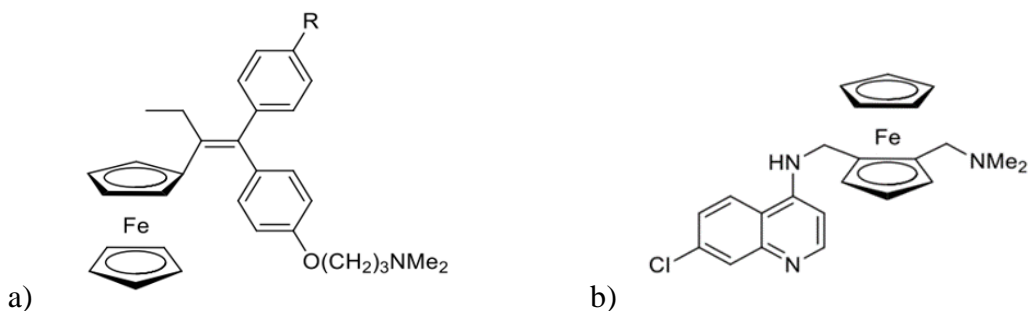 R
Fe
O(CH2)3NMe2
a)
Fe
HN
NMe2
Cl
N
b)